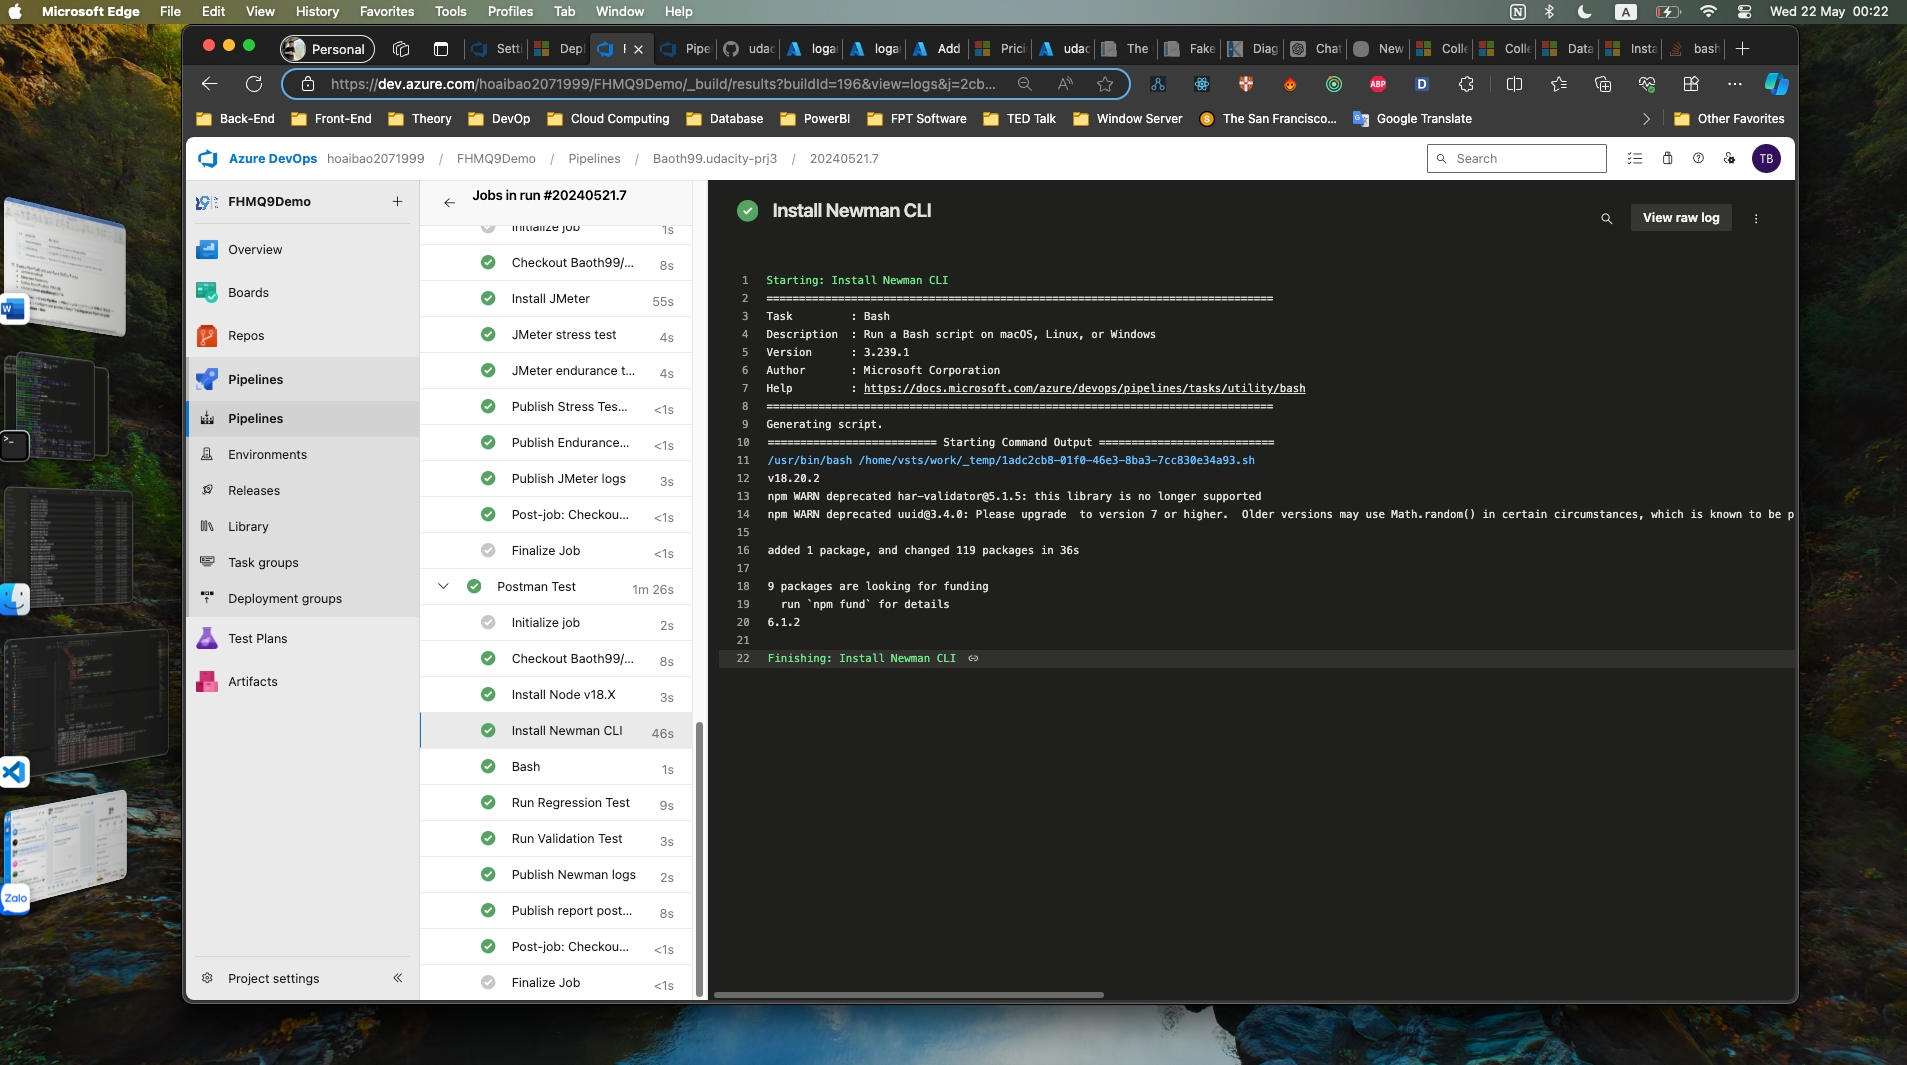 Microsoft Edge File Edit View History Favorites Tools Profiles Tab Window Help
A
Wed 22 May 00:22
Personal
Setti
Depl
Pipe
udac
logar
logar
Add
Prici
udac
The
Fake
Diag
Chat
New
Colle
Colle
Data
Insta
bash
https://dev.azure.com/hoaibao2071999/FHMQ9Demo/_build/results?buildId=196&view=logs&j=2cb...
ABP
D
Back-End Front-End Theory DevOp Cloud Computing Database PowerBI FPT Software TED Talk Window Server The San Francisco... Google Translate Other Favorites
Azure DevOps hoaibao2071999 / FHMQ9Demo / Pipelines / Baoth99.udacity-prj3 / 20240521.7
Search
TB
FHMQ9Demo
Overview
Boards
Repos
Pipelines
Pipelines
Environments
Releases
Library
Task groups
Deployment groups
Test Plans
Artifacts
Project settings
Jobs in run #20240521.7
Initialize job 1s
Checkout Baoth99/... 8s
Install JMeter 55s
JMeter stress test 4s
JMeter endurance t... 4s
Publish Stress Tes... <1s
Publish Endurance... <1s
Publish JMeter logs 3s
Post-job: Checkou... <1s
Finalize Job <1s
Postman Test 1m 26s
Initialize job 2s
Checkout Baoth99/... 8s
Install Node v18.X 3s
Install Newman CLI 46s
Bash 1s
Run Regression Test 9s
Run Validation Test 3s
Publish Newman logs 2s
Publish report post... 8s
Post-job: Checkou... <1s
Finalize Job <1s
Install Newman CLI
View raw log
1 Starting: Install Newman CLI
2 ==============================================================================
3 Task : Bash
4 Description : Run a Bash script on macOS, Linux, or Windows
5 Version : 3.239.1
6 Author : Microsoft Corporation
7 Help : https://docs.microsoft.com/azure/devops/pipelines/tasks/utility/bash
8 ==============================================================================
9 Generating script.
10 ========================== Starting Command Output ===========================
11 /usr/bin/bash /home/vsts/work/_temp/1adc2cb8-01f0-46e3-8ba3-7cc830e34a93.sh
12 v18.20.2
13 npm WARN deprecated har-validator@5.1.5: this library is no longer supported
14 npm WARN deprecated uuid@3.4.0: Please upgrade to version 7 or higher. Older versions may use Math.random() in certain circumstances, which is known to be p
15
16 added 1 package, and changed 119 packages in 36s
17
18 9 packages are looking for funding
19 run `npm fund` for details
20 6.1.2
21
22 Finishing: Install Newman CLI
Zalo